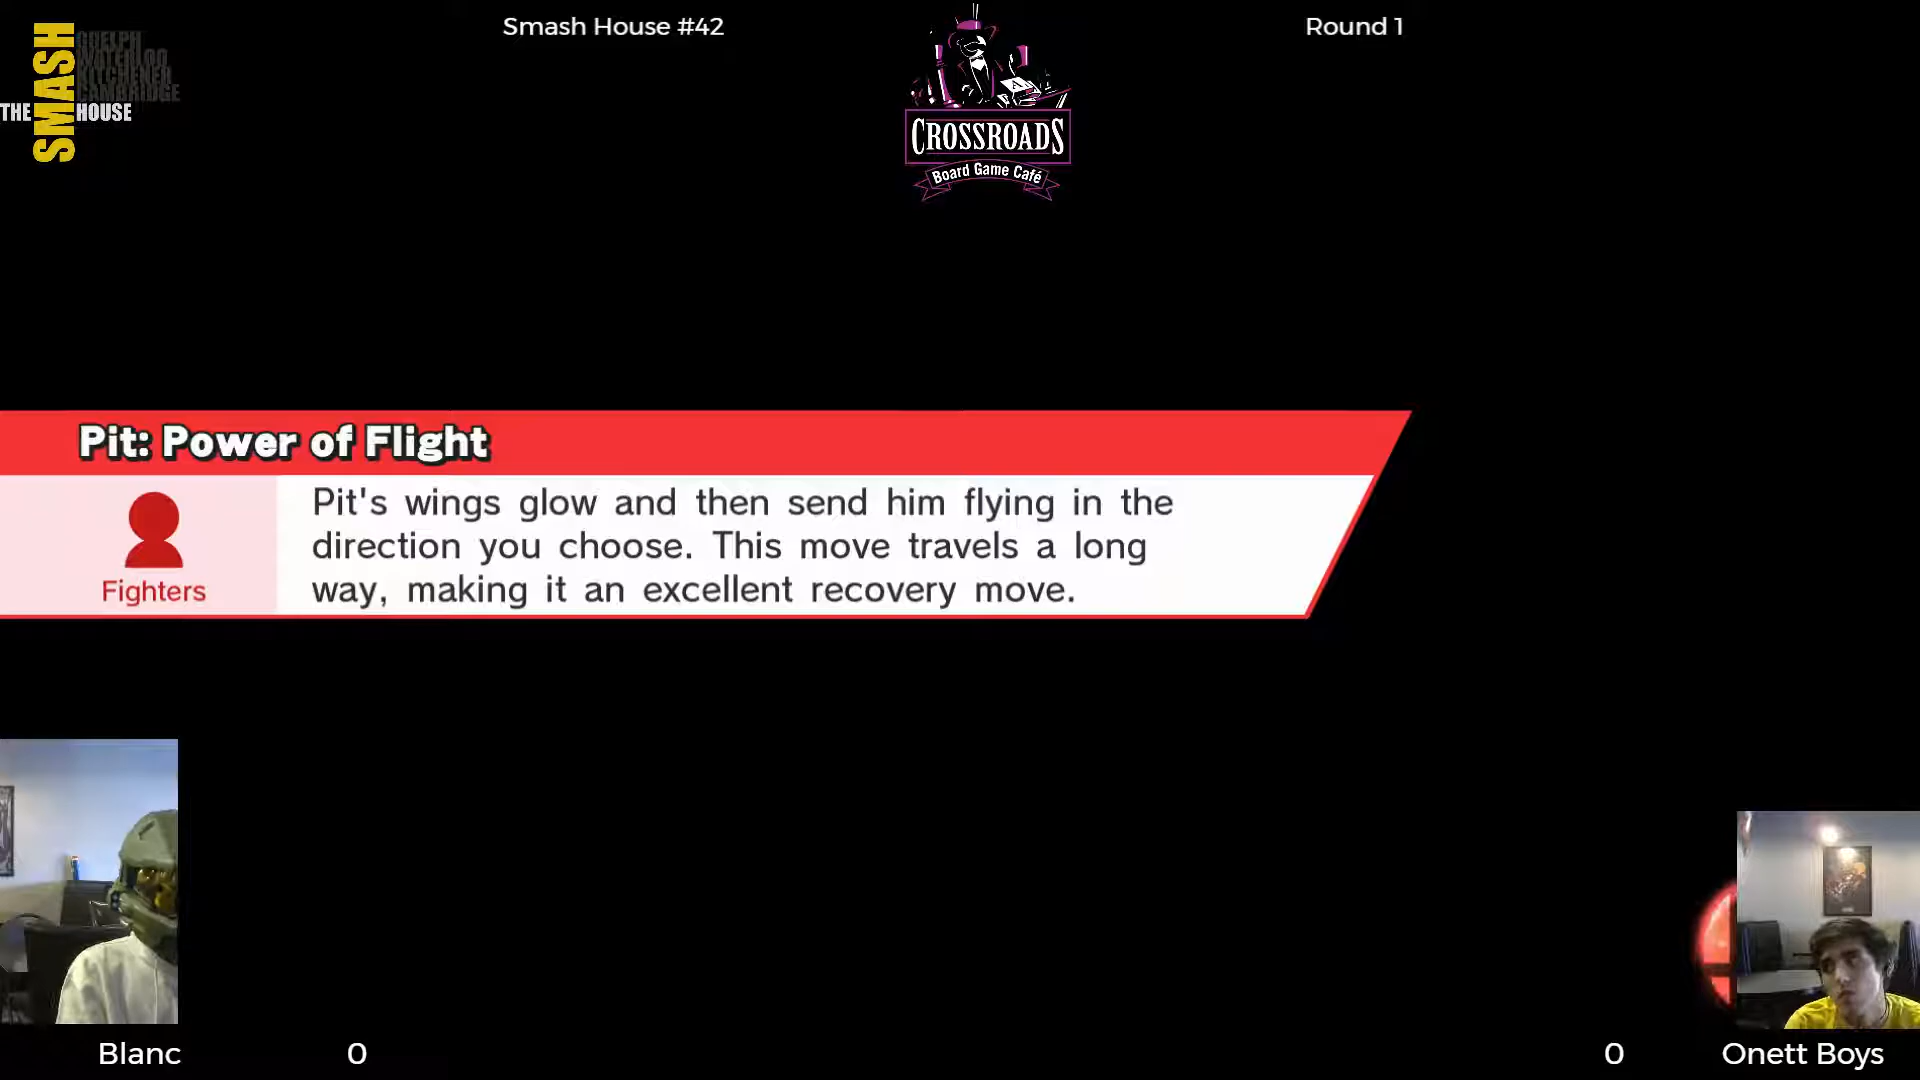 Smash House #42
Round 1
GUELPH
WATERLOO
KITCHENER
CAMBRIDGE
THE SMASH HOUSE
CROSSROADS
Board Game Café
Pit: Power of Flight
Pit's wings glow and then send him flying in the
direction you choose. This move travels a long
way, making it an excellent recovery move.
Fighters
Blanc
0
0
Onett Boys